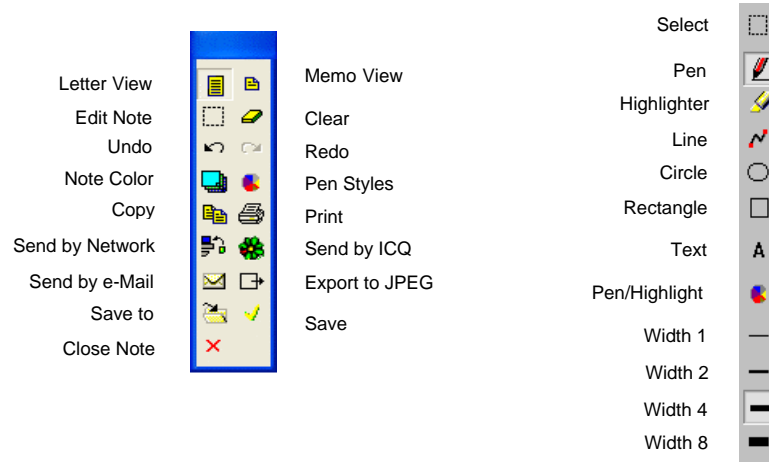 Select
Letter View
Memo View
Pen
Edit Note
Clear
Highlighter
Undo
Redo
Line
Note Color
Pen Styles
Circle
Copy
Print
Rectangle
Send by Network
Send by ICQ
Text
A
Send by e-Mail
Export to JPEG
Pen/Highlight
Save to
Save
Width 1
Close Note
Width 2
Width 4
Width 8